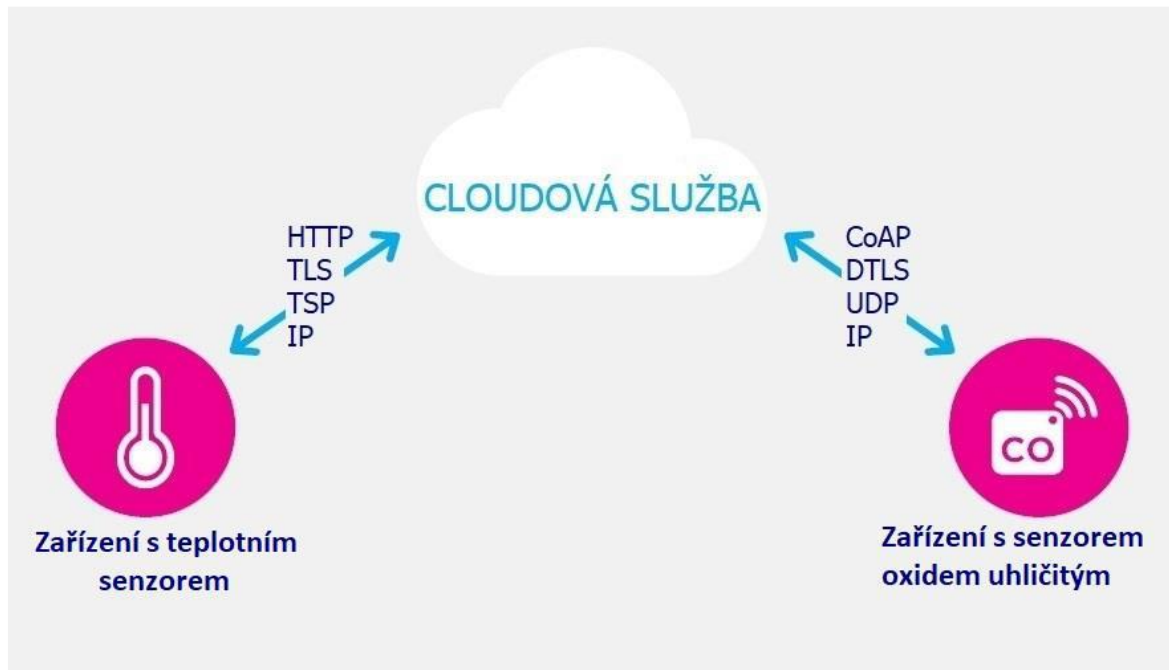 CLOUDOVÁ SLUŽBA
HTTP
TLS
TSP
IP
CoAP
DTLS
UDP
IP
CO
Zařízení s teplotním
senzorem
Zařízení s senzorem
oxidem uhličitým